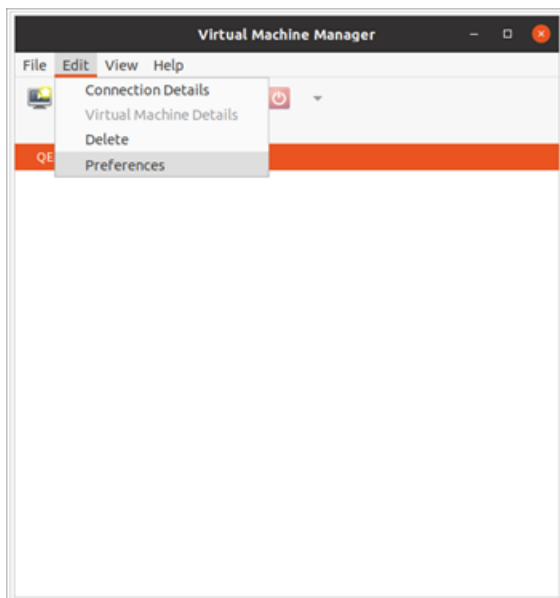 Virtual Machine Manager
File Edit View Help
Connection Details
Virtual Machine Details
Delete
QE
Preferences